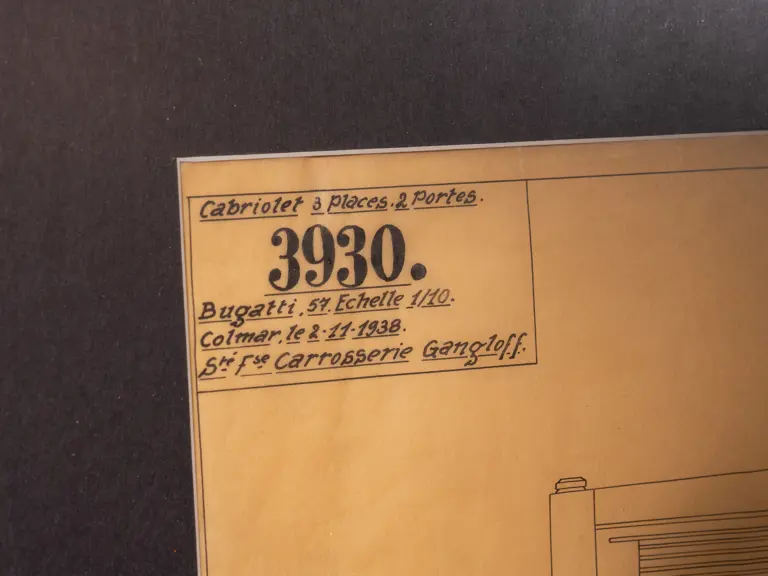 Cabriolet 3 Places. 2 Portes.
3930.
Bugatti. 57. Echelle 1/10.
Colmar, le 2-11-1938.
Sté Fse Carrosserie Gangloff.